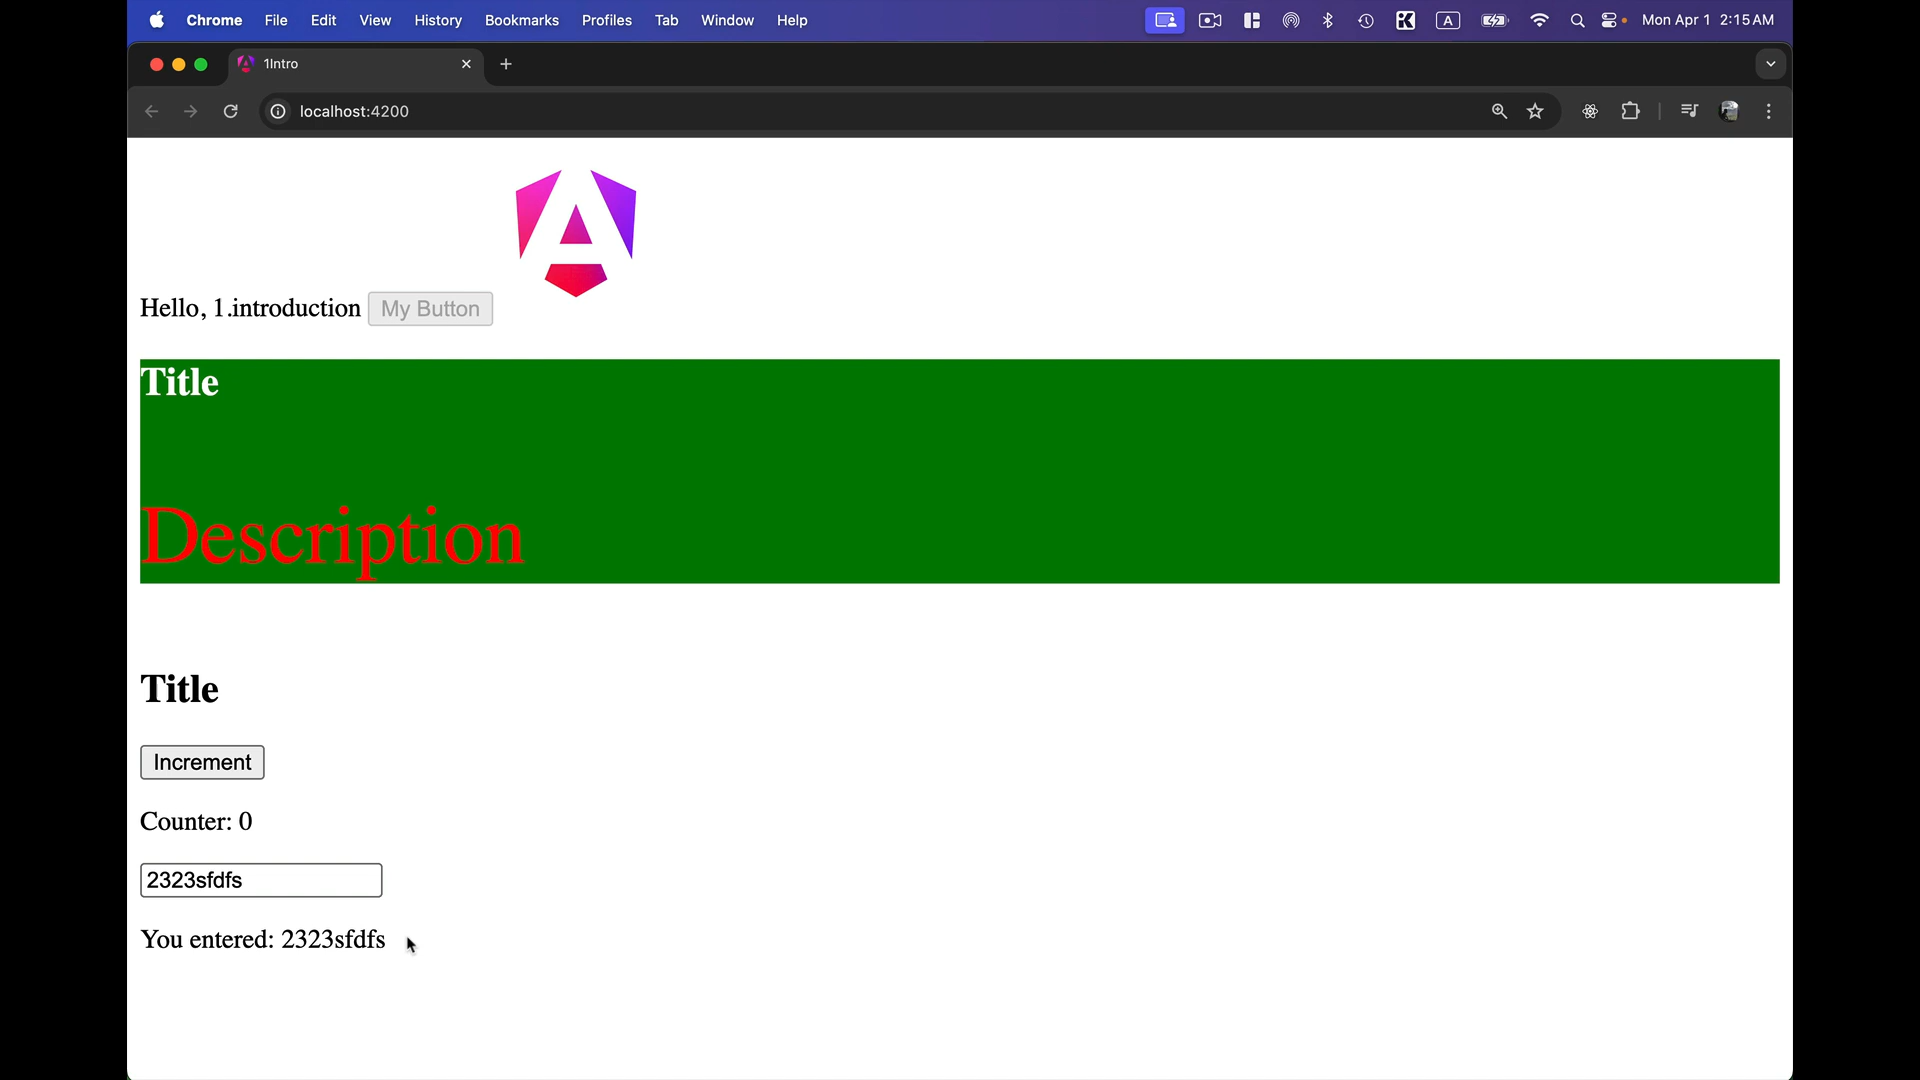 Chrome File Edit View History Bookmarks Profiles Tab Window Help A Mon Apr 1 2:15 AM
1Intro
localhost:4200
Hello, 1.introduction My Button
Title
Description
Title
Increment
Counter: 0
2323sfdfs
You entered: 2323sfdfs